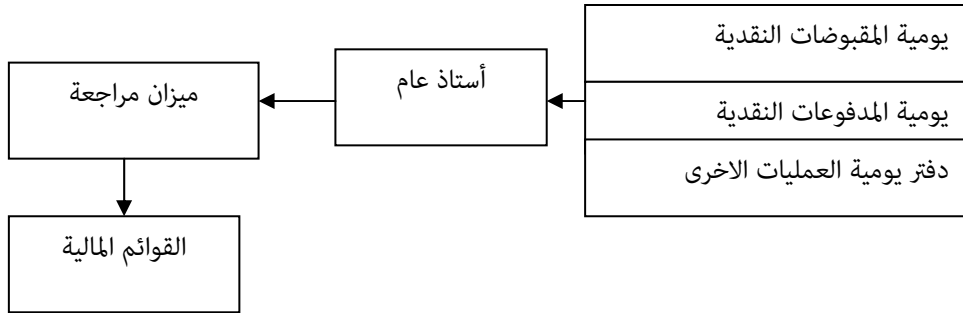 يومية المقبوضات النقدية
يومية المدفوعات النقدية
دفتر يومية العمليات الاخرى
أستاذ عام
ميزان مراجعة
القوائم المالية